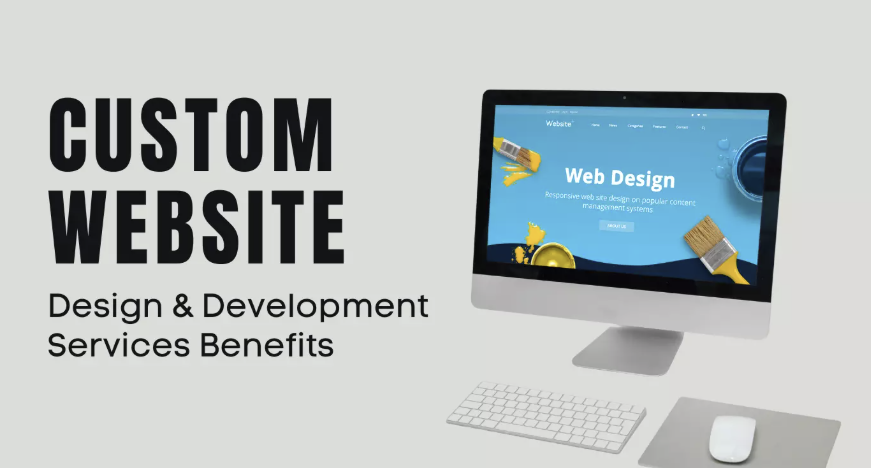 CUSTOM
WEBSITE
Design & Development
Services Benefits
Website
Web Design
Responsive web site design on popular content
management systems